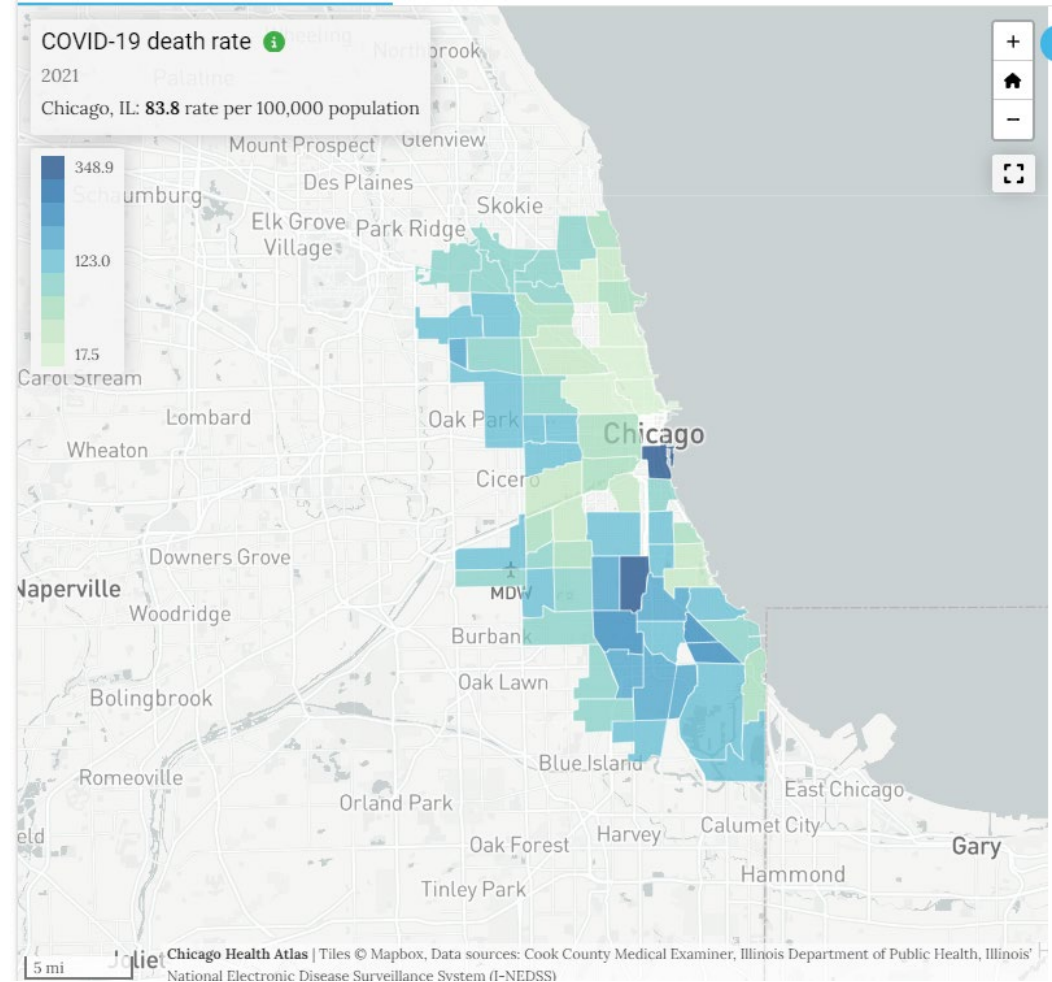 COVID-19 death rate
2021
Chicago, IL: 83.8 rate per 100,000 population
Palatine
Northbrook
Glenview
Mount Prospect
348.9
Des Plaines
Schaumburg
Skokie
Elk Grove
Village
Park Ridge
123.0
17.5
Carol Stream
Lombard
Oak Park
Chicago
Wheaton
Cicero
Downers Grove
Naperville
MDW
Woodridge
Burbank
Oak Lawn
Bolingbrook
Blue Island
Romeoville
East Chicago
Orland Park
Calumet City
Harvey
eld
Oak Forest
Gary
Hammond
Tinley Park
Joliet
5 mi
Chicago Health Atlas | Tiles © Mapbox, Data sources: Cook County Medical Examiner, Illinois Department of Public Health, Illinois'
National Electronic Disease Surveillance System (I-NEDSS)
+
−